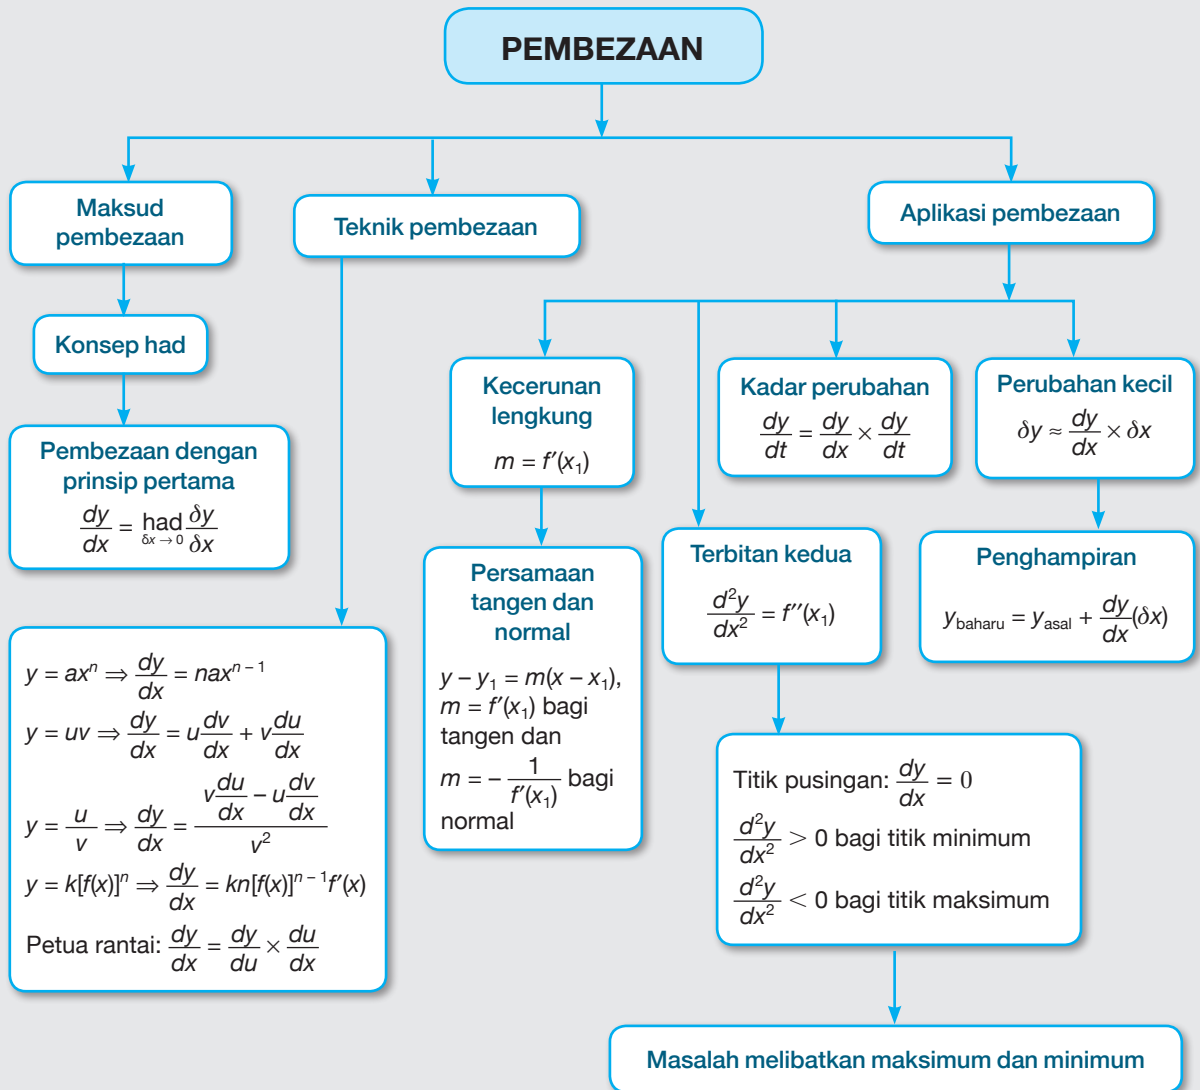 PEMBEZAAN
Maksud
pembezaan
Konsep had
Pembezaan dengan
prinsip pertama
dy/dx = had δx → 0 δy/δx
Teknik pembezaan
y = axⁿ ⇒ dy/dx = naxⁿ⁻¹
y = uv ⇒ dy/dx = u dv/dx + v du/dx
y = u/v ⇒ dy/dx = (v du/dx − u dv/dx)/v²
y = k[f(x)]ⁿ ⇒ dy/dx = kn[f(x)]ⁿ⁻¹f′(x)
Petua rantai: dy/dx = dy/du × du/dx
Aplikasi pembezaan
Kecerunan
lengkung
m = f′(x₁)
Persamaan
tangen dan
normal
y − y₁ = m(x − x₁),
m = f′(x₁) bagi
tangen dan
m = − 1/f′(x₁) bagi
normal
Terbitan kedua
d²y/dx² = f′′(x₁)
Titik pusingan: dy/dx = 0
d²y/dx² > 0 bagi titik minimum
d²y/dx² < 0 bagi titik maksimum
Masalah melibatkan maksimum dan minimum
Kadar perubahan
dy/dt = dy/dx × dy/dt
Perubahan kecil
δy ≈ dy/dx × δx
Penghampiran
y baharu = y asal + dy/dx(δx)